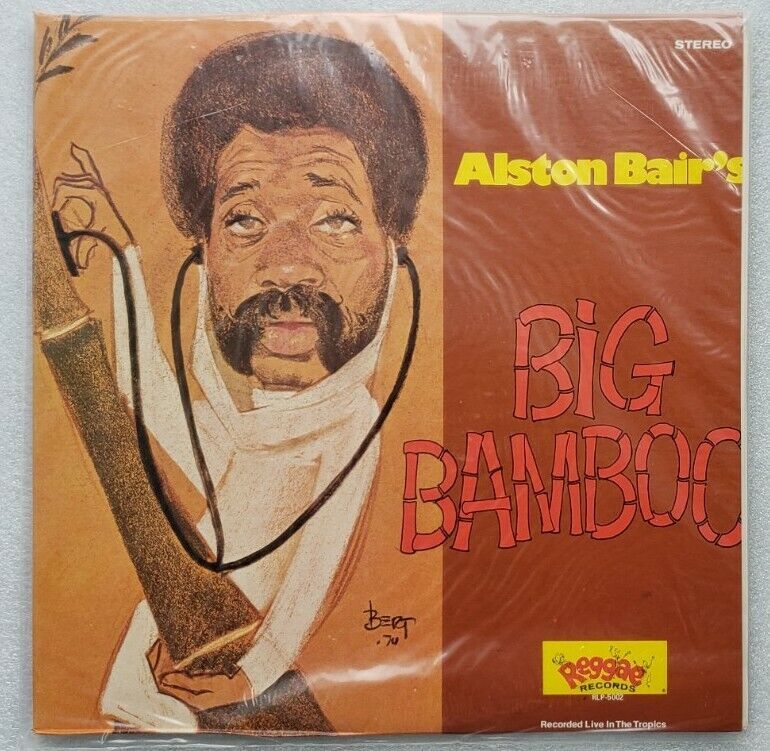 STEREO
Alston Bair's
BiG
BAMBOO
BERT
.74
Reggae
RECORDS
RLP-5002
Recorded Live In The Tropics